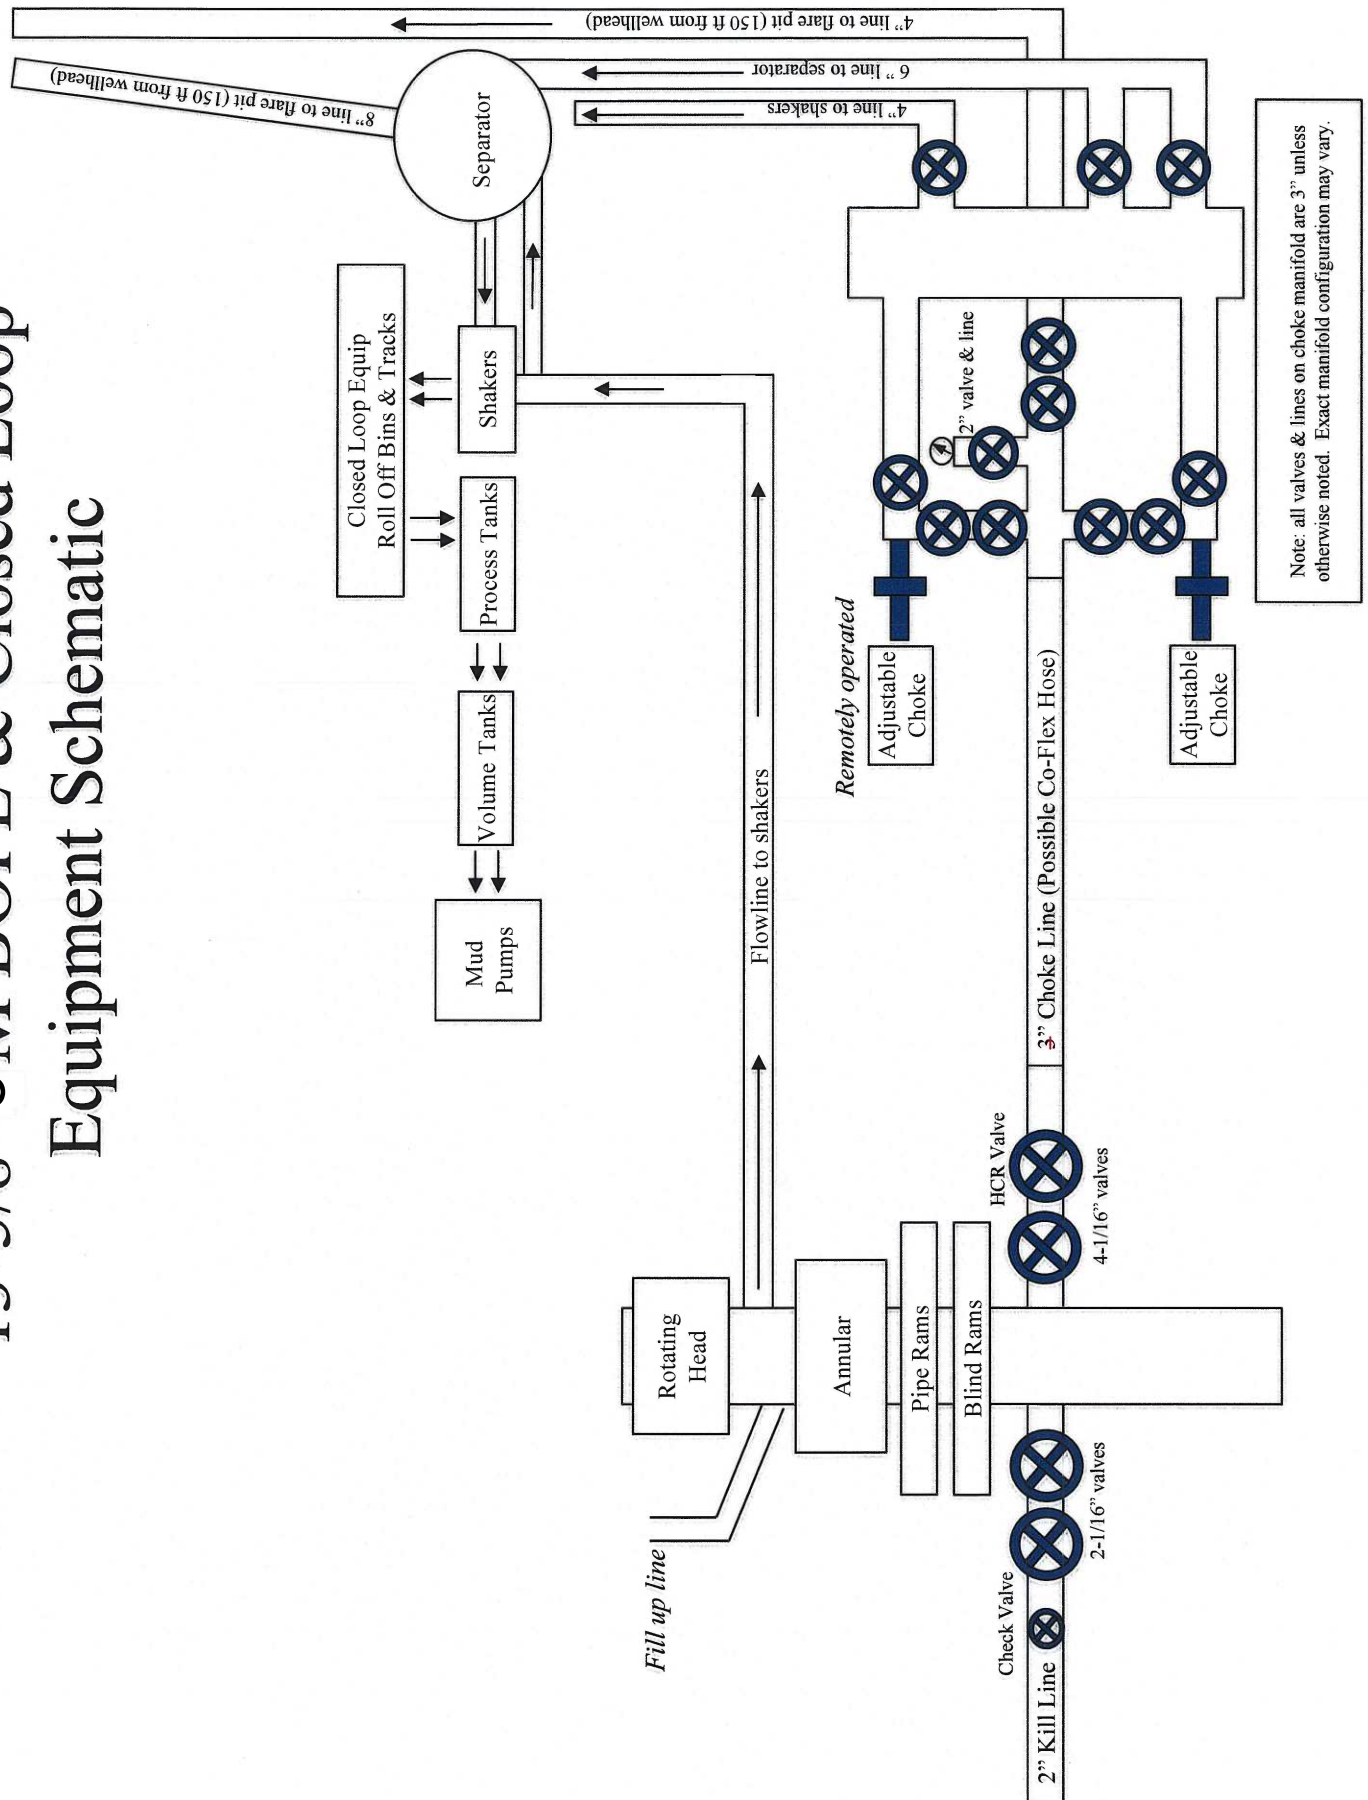 Equipment Schematic
4” line to flare pit (150 ft from wellhead)
8” line to flare pit (150 ft from wellhead)
6” line to separator
4” line to shakers
Separator
Closed Loop Equip
Roll Off Bins & Tracks
Shakers
Process Tanks
Volume Tanks
Mud
Pumps
Flowline to shakers
2” valve & line
Remotely operated
Adjustable
Choke
Adjustable
Choke
Note: all valves & lines on choke manifold are 3” unless
otherwise noted. Exact manifold configuration may vary.
3” Choke Line (Possible Co-Flex Hose)
HCR Valve
4-1/16” valves
Rotating
Head
Annular
Pipe Rams
Blind Rams
Fill up line
2-1/16” valves
Check Valve
2” Kill Line